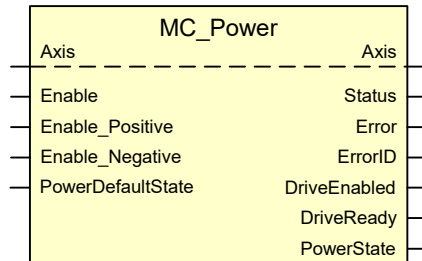 MC_Power
Axis Axis
Enable Status
Enable_Positive Error
Enable_Negative ErrorID
PowerDefaultState DriveEnabled
DriveReady
PowerState